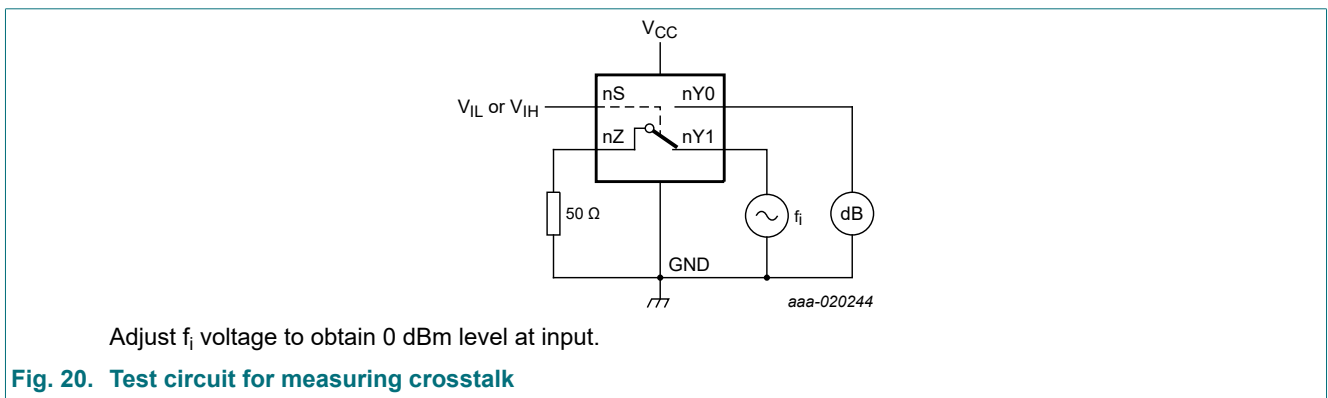 VCC
nS nY0
VIL or VIH
nZ nY1
50 Ω
fi
dB
GND
aaa-020244
Adjust fi voltage to obtain 0 dBm level at input.
Fig. 20. Test circuit for measuring crosstalk